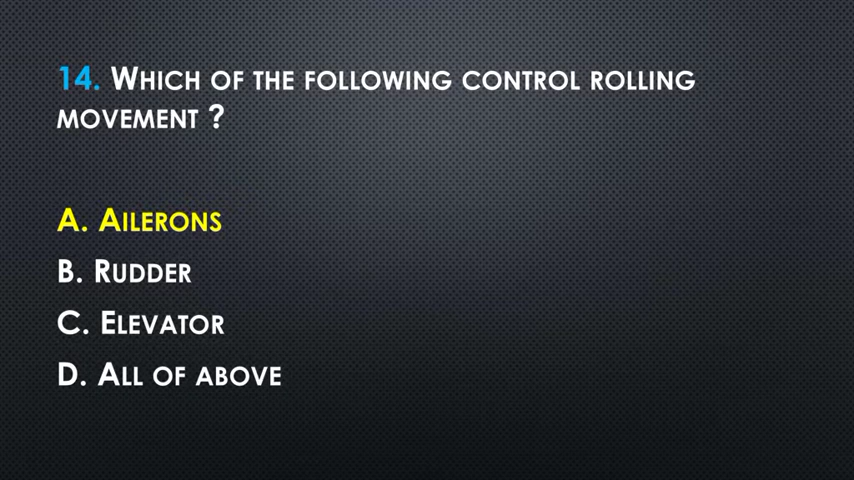 14. Which of the following control rolling
movement ?
A. Ailerons
B. Rudder
C. Elevator
D. All of above